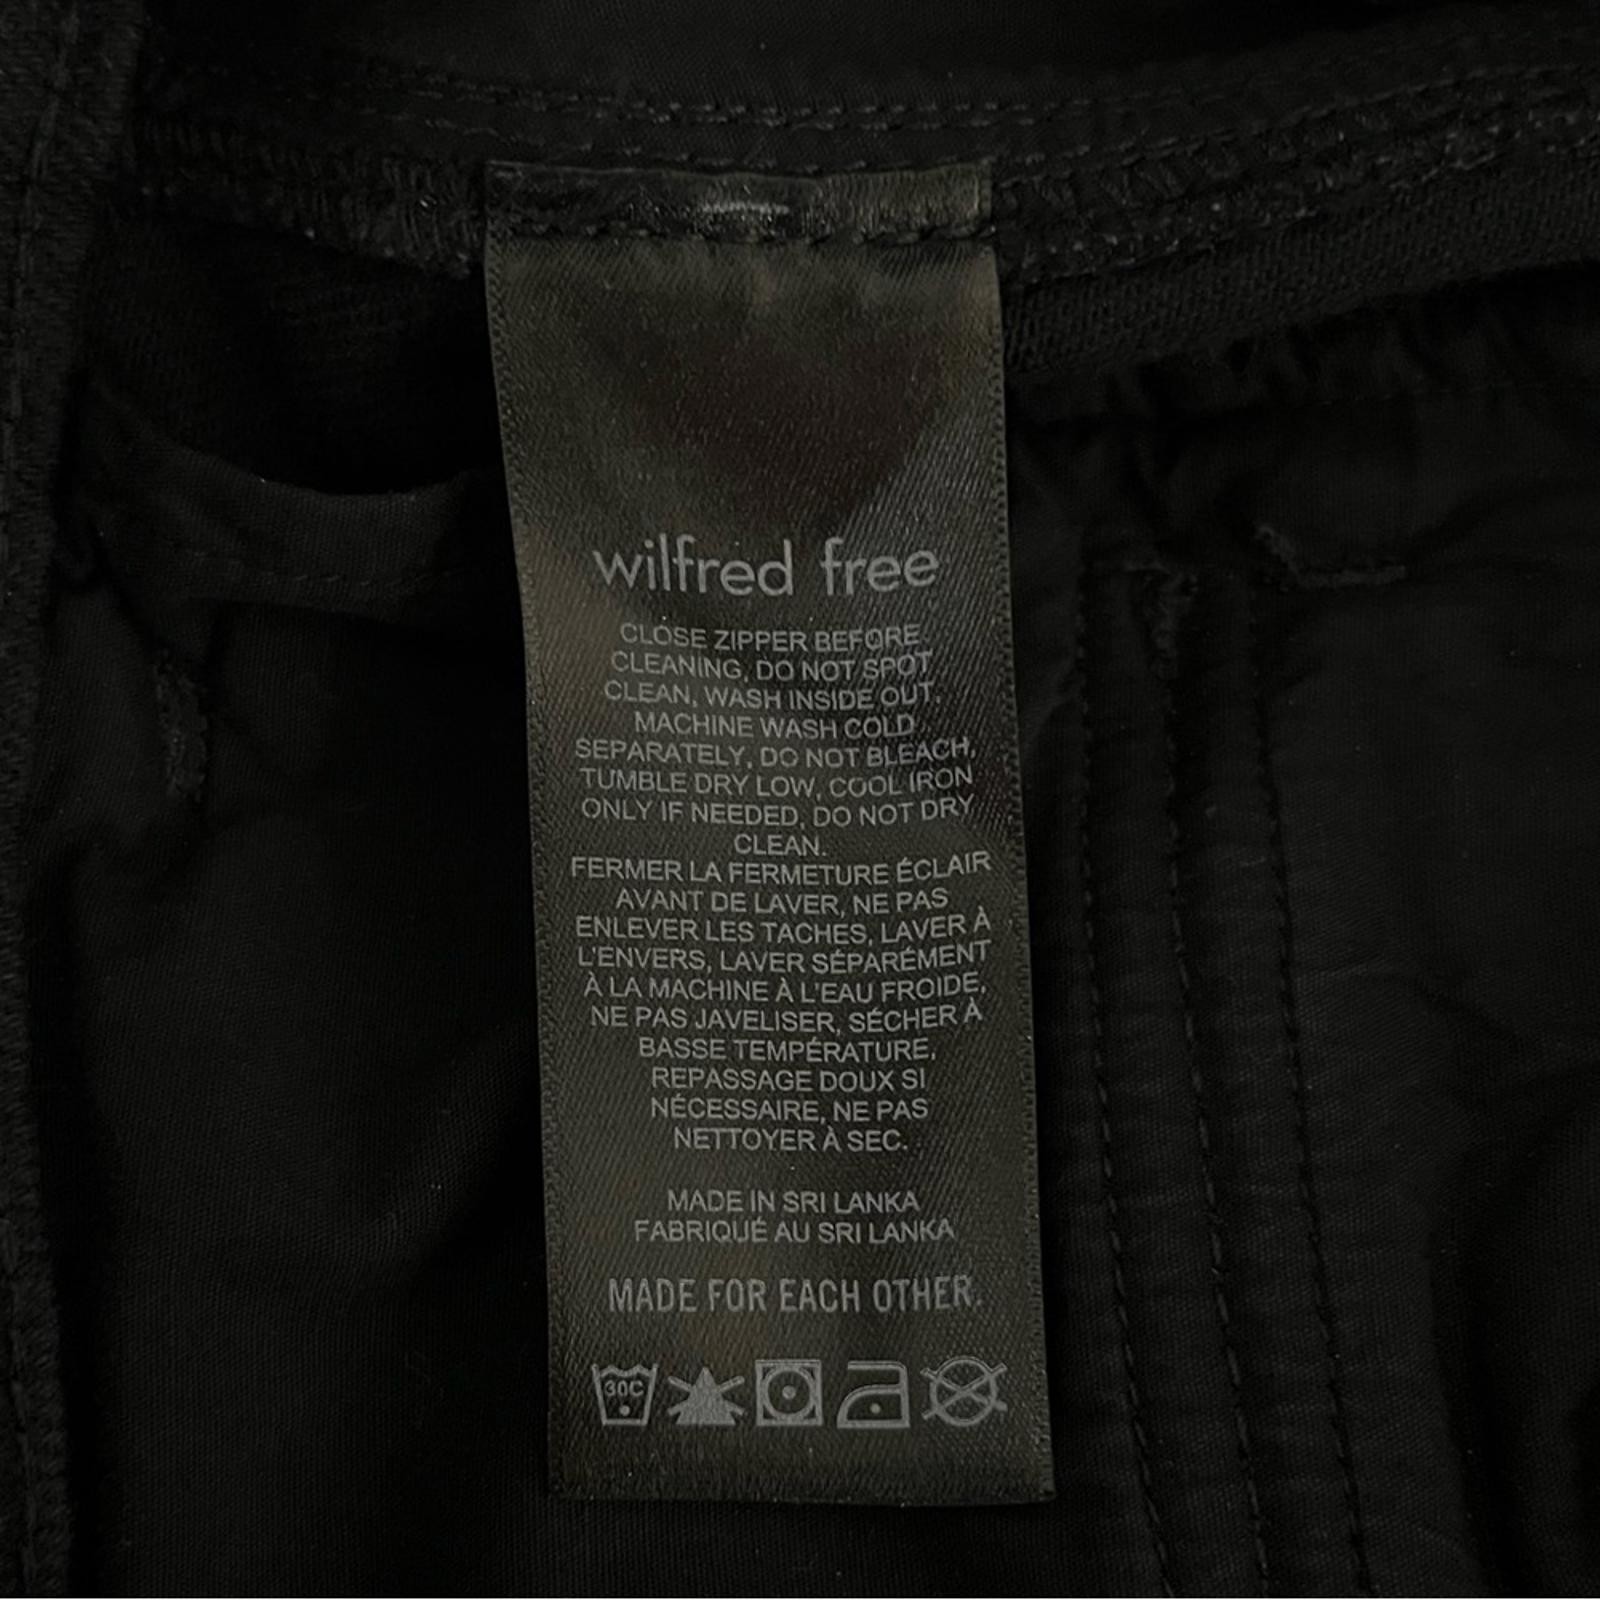 wilfred free
CLOSE ZIPPER BEFORE
CLEANING, DO NOT SPOT
CLEAN, WASH INSIDE OUT,
MACHINE WASH COLD
SEPARATELY, DO NOT BLEACH,
TUMBLE DRY LOW, COOL IRON
ONLY IF NEEDED, DO NOT DRY
CLEAN.
FERMER LA FERMETURE ÉCLAIR
AVANT DE LAVER, NE PAS
ENLEVER LES TACHES, LAVER À
L'ENVERS, LAVER SÉPARÉMENT
À LA MACHINE À L'EAU FROIDE,
NE PAS JAVELISER, SÉCHER À
BASSE TEMPÉRATURE,
REPASSAGE DOUX SI
NÉCESSAIRE, NE PAS
NETTOYER À SEC.
MADE IN SRI LANKA
FABRIQUÉ AU SRI LANKA
MADE FOR EACH OTHER.
30C